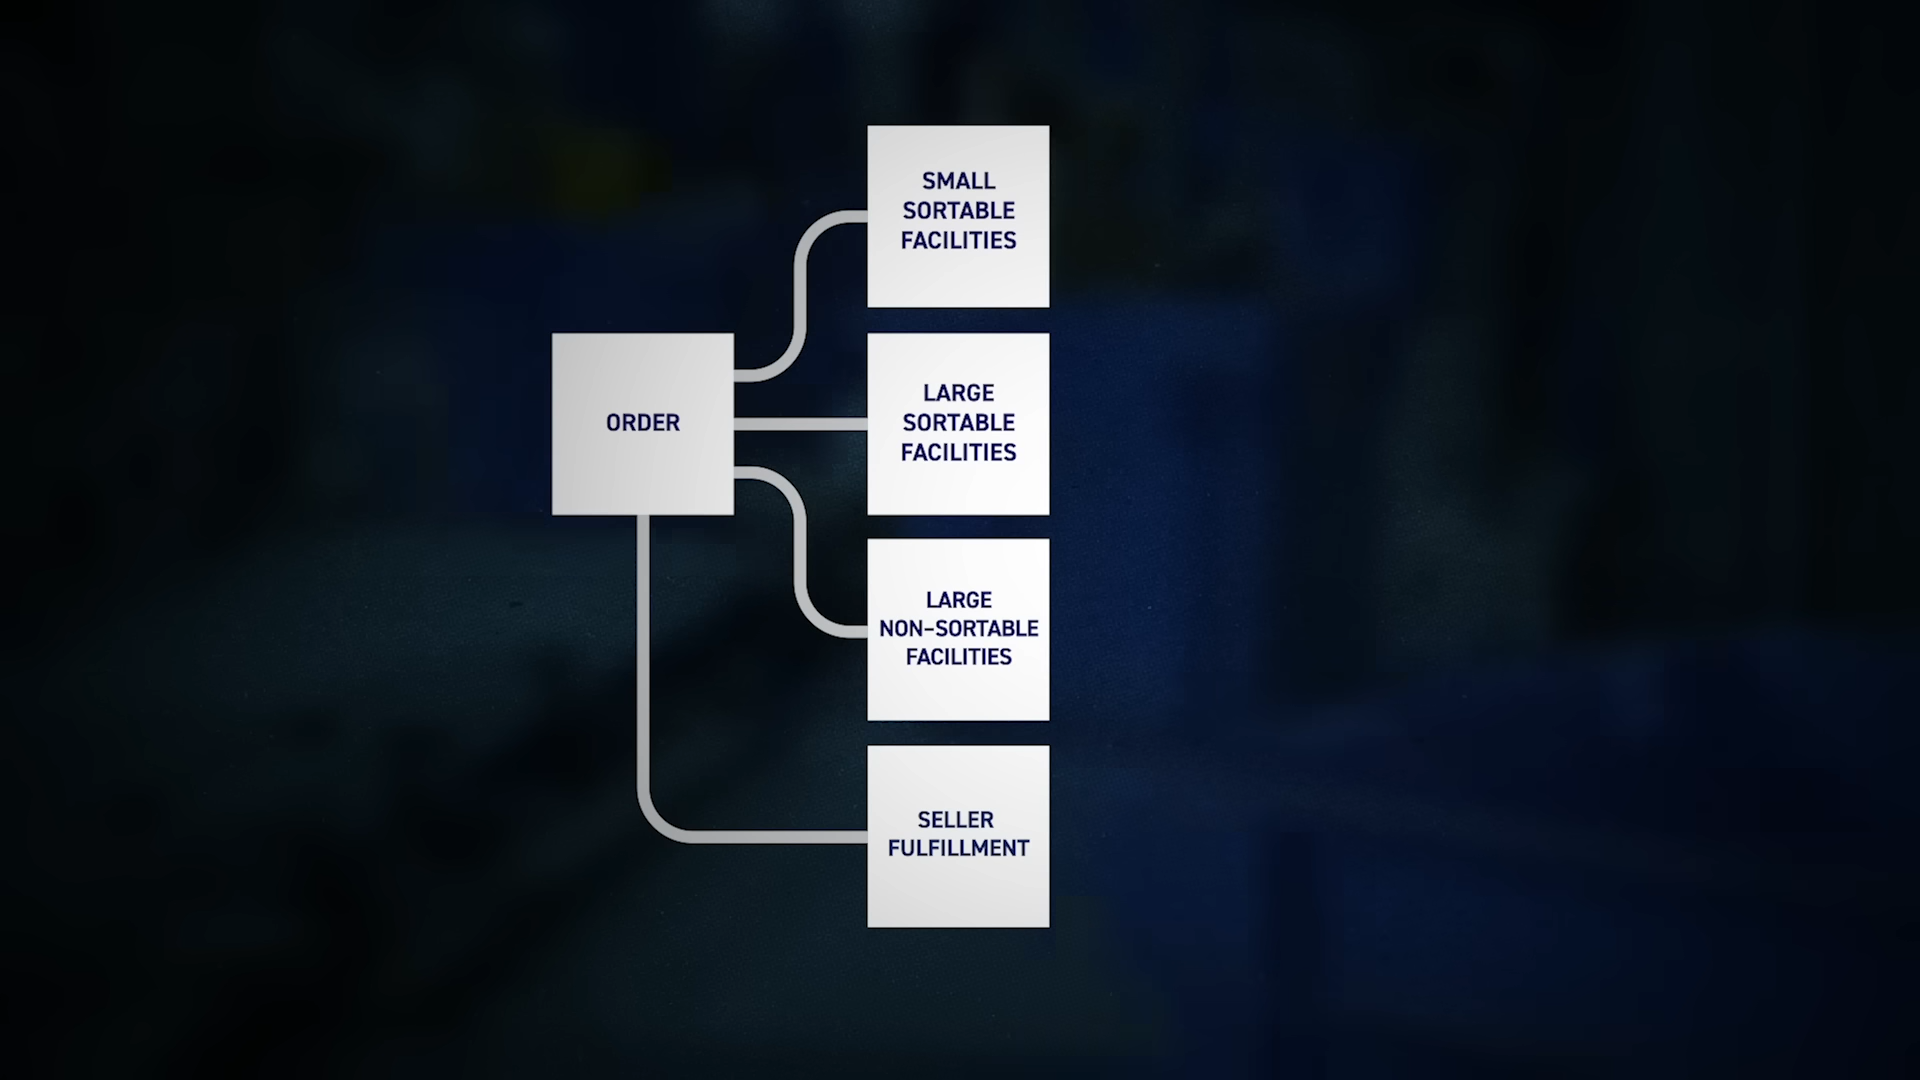 SMALL
SORTABLE
FACILITIES
ORDER
LARGE
SORTABLE
FACILITIES
LARGE
NON-SORTABLE
FACILITIES
SELLER
FULFILLMENT